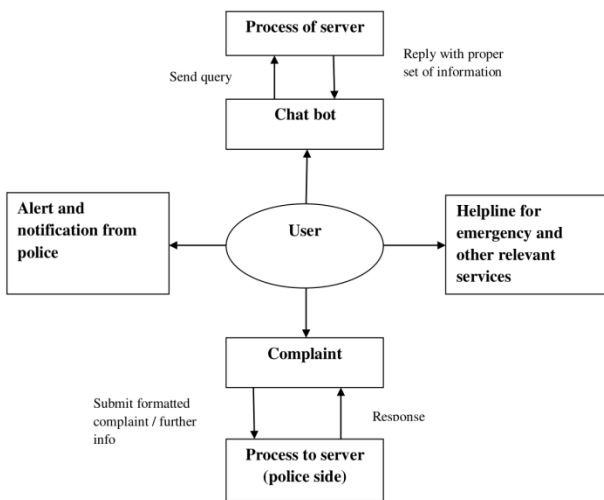 Process of server
Send query
Reply with proper
set of information
Chat bot
Alert and
notification from
police
User
Helpline for
emergency and
other relevant
services
Complaint
Submit formatted
complaint / further
info
Response
Process to server
(police side)